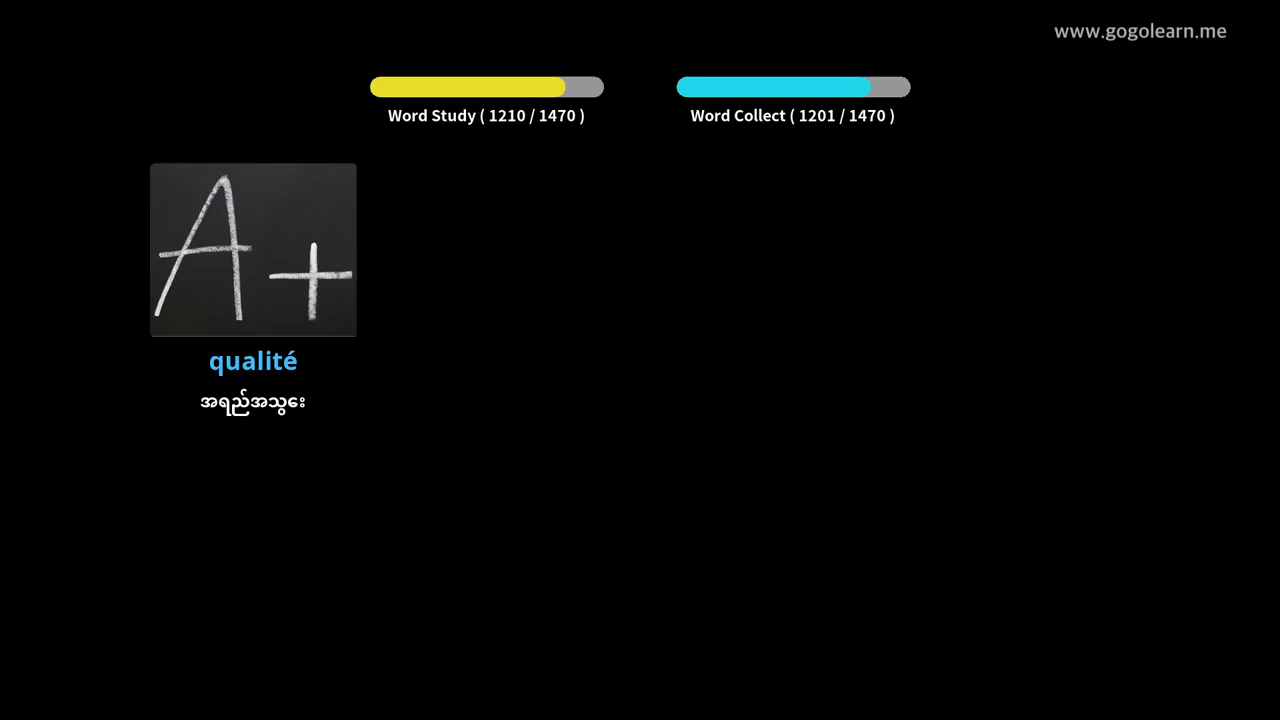 www.gogolearn.me
Word Study ( 1210 / 1470 )
Word Collect ( 1201 / 1470 )
A+
qualité
အရည်အသွေး